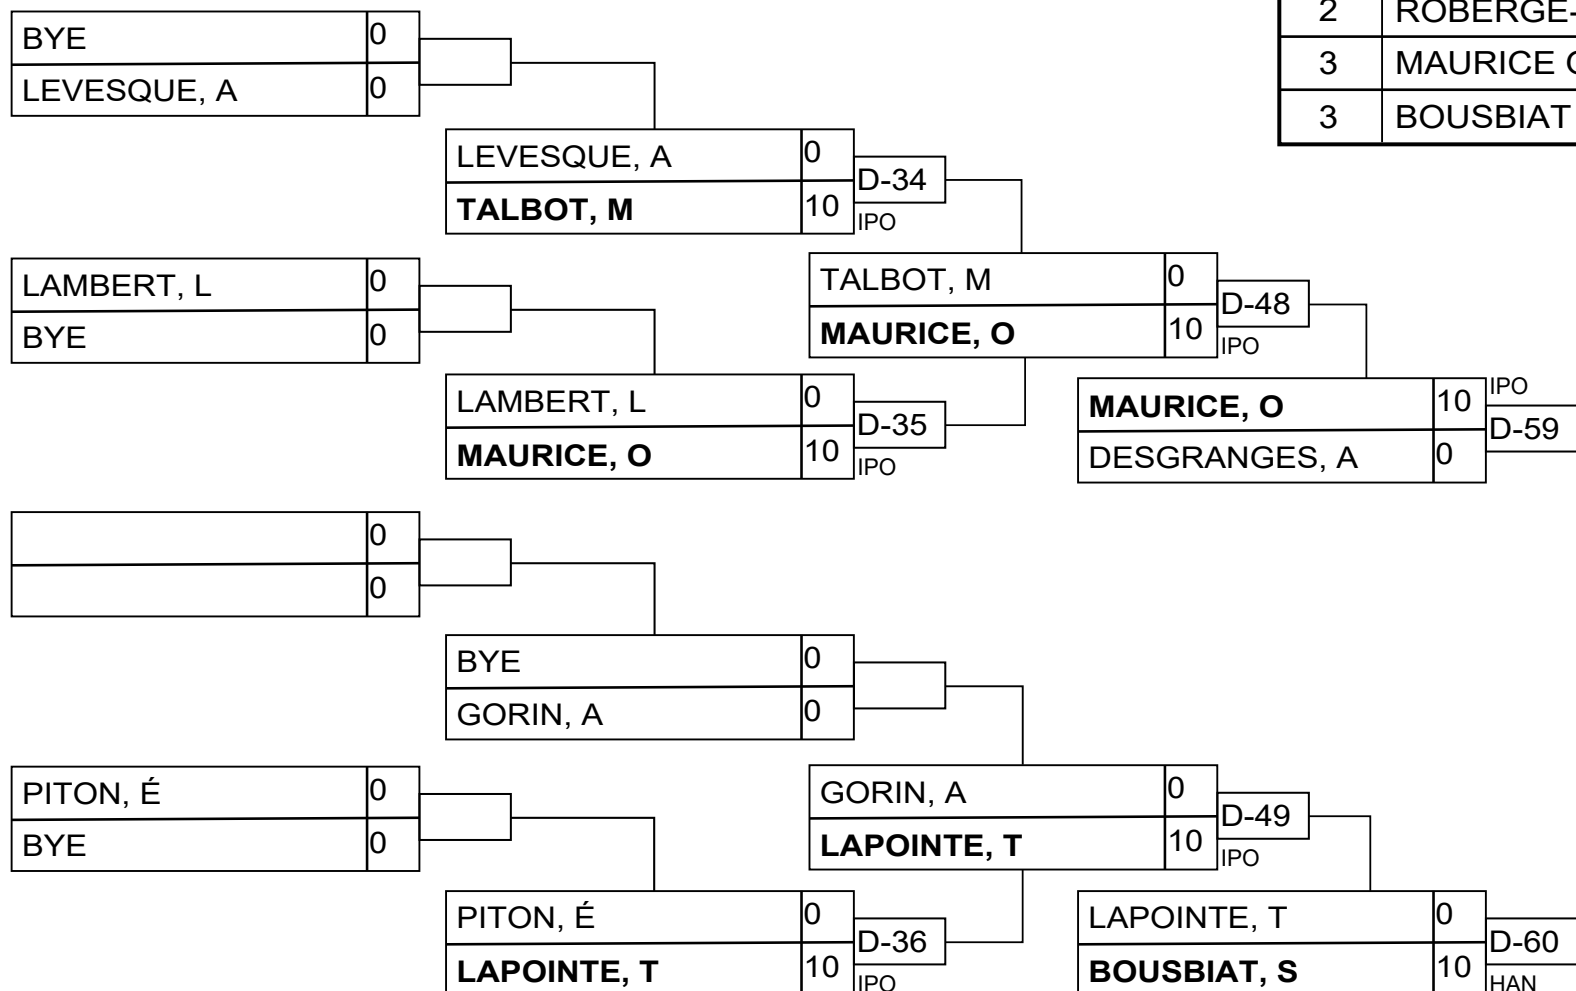 2 ROBERGE-
3 MAURICE
3 BOUSBIAT
BYE 0
LEVESQUE, A 0
LEVESQUE, A 0
TALBOT, M 10
D-34
IPO
LAMBERT, L 0
BYE 0
LAMBERT, L 0
MAURICE, O 10
D-35
IPO
TALBOT, M 0
MAURICE, O 10
D-48
IPO
MAURICE, O 10
DESGRANGES, A 0
IPO
D-59
0
0
BYE 0
GORIN, A 0
PITON, É 0
BYE 0
PITON, É 0
LAPOINTE, T 10
D-36
IPO
GORIN, A 0
LAPOINTE, T 10
D-49
IPO
LAPOINTE, T 0
BOUSBIAT, S 10
D-60
HAN